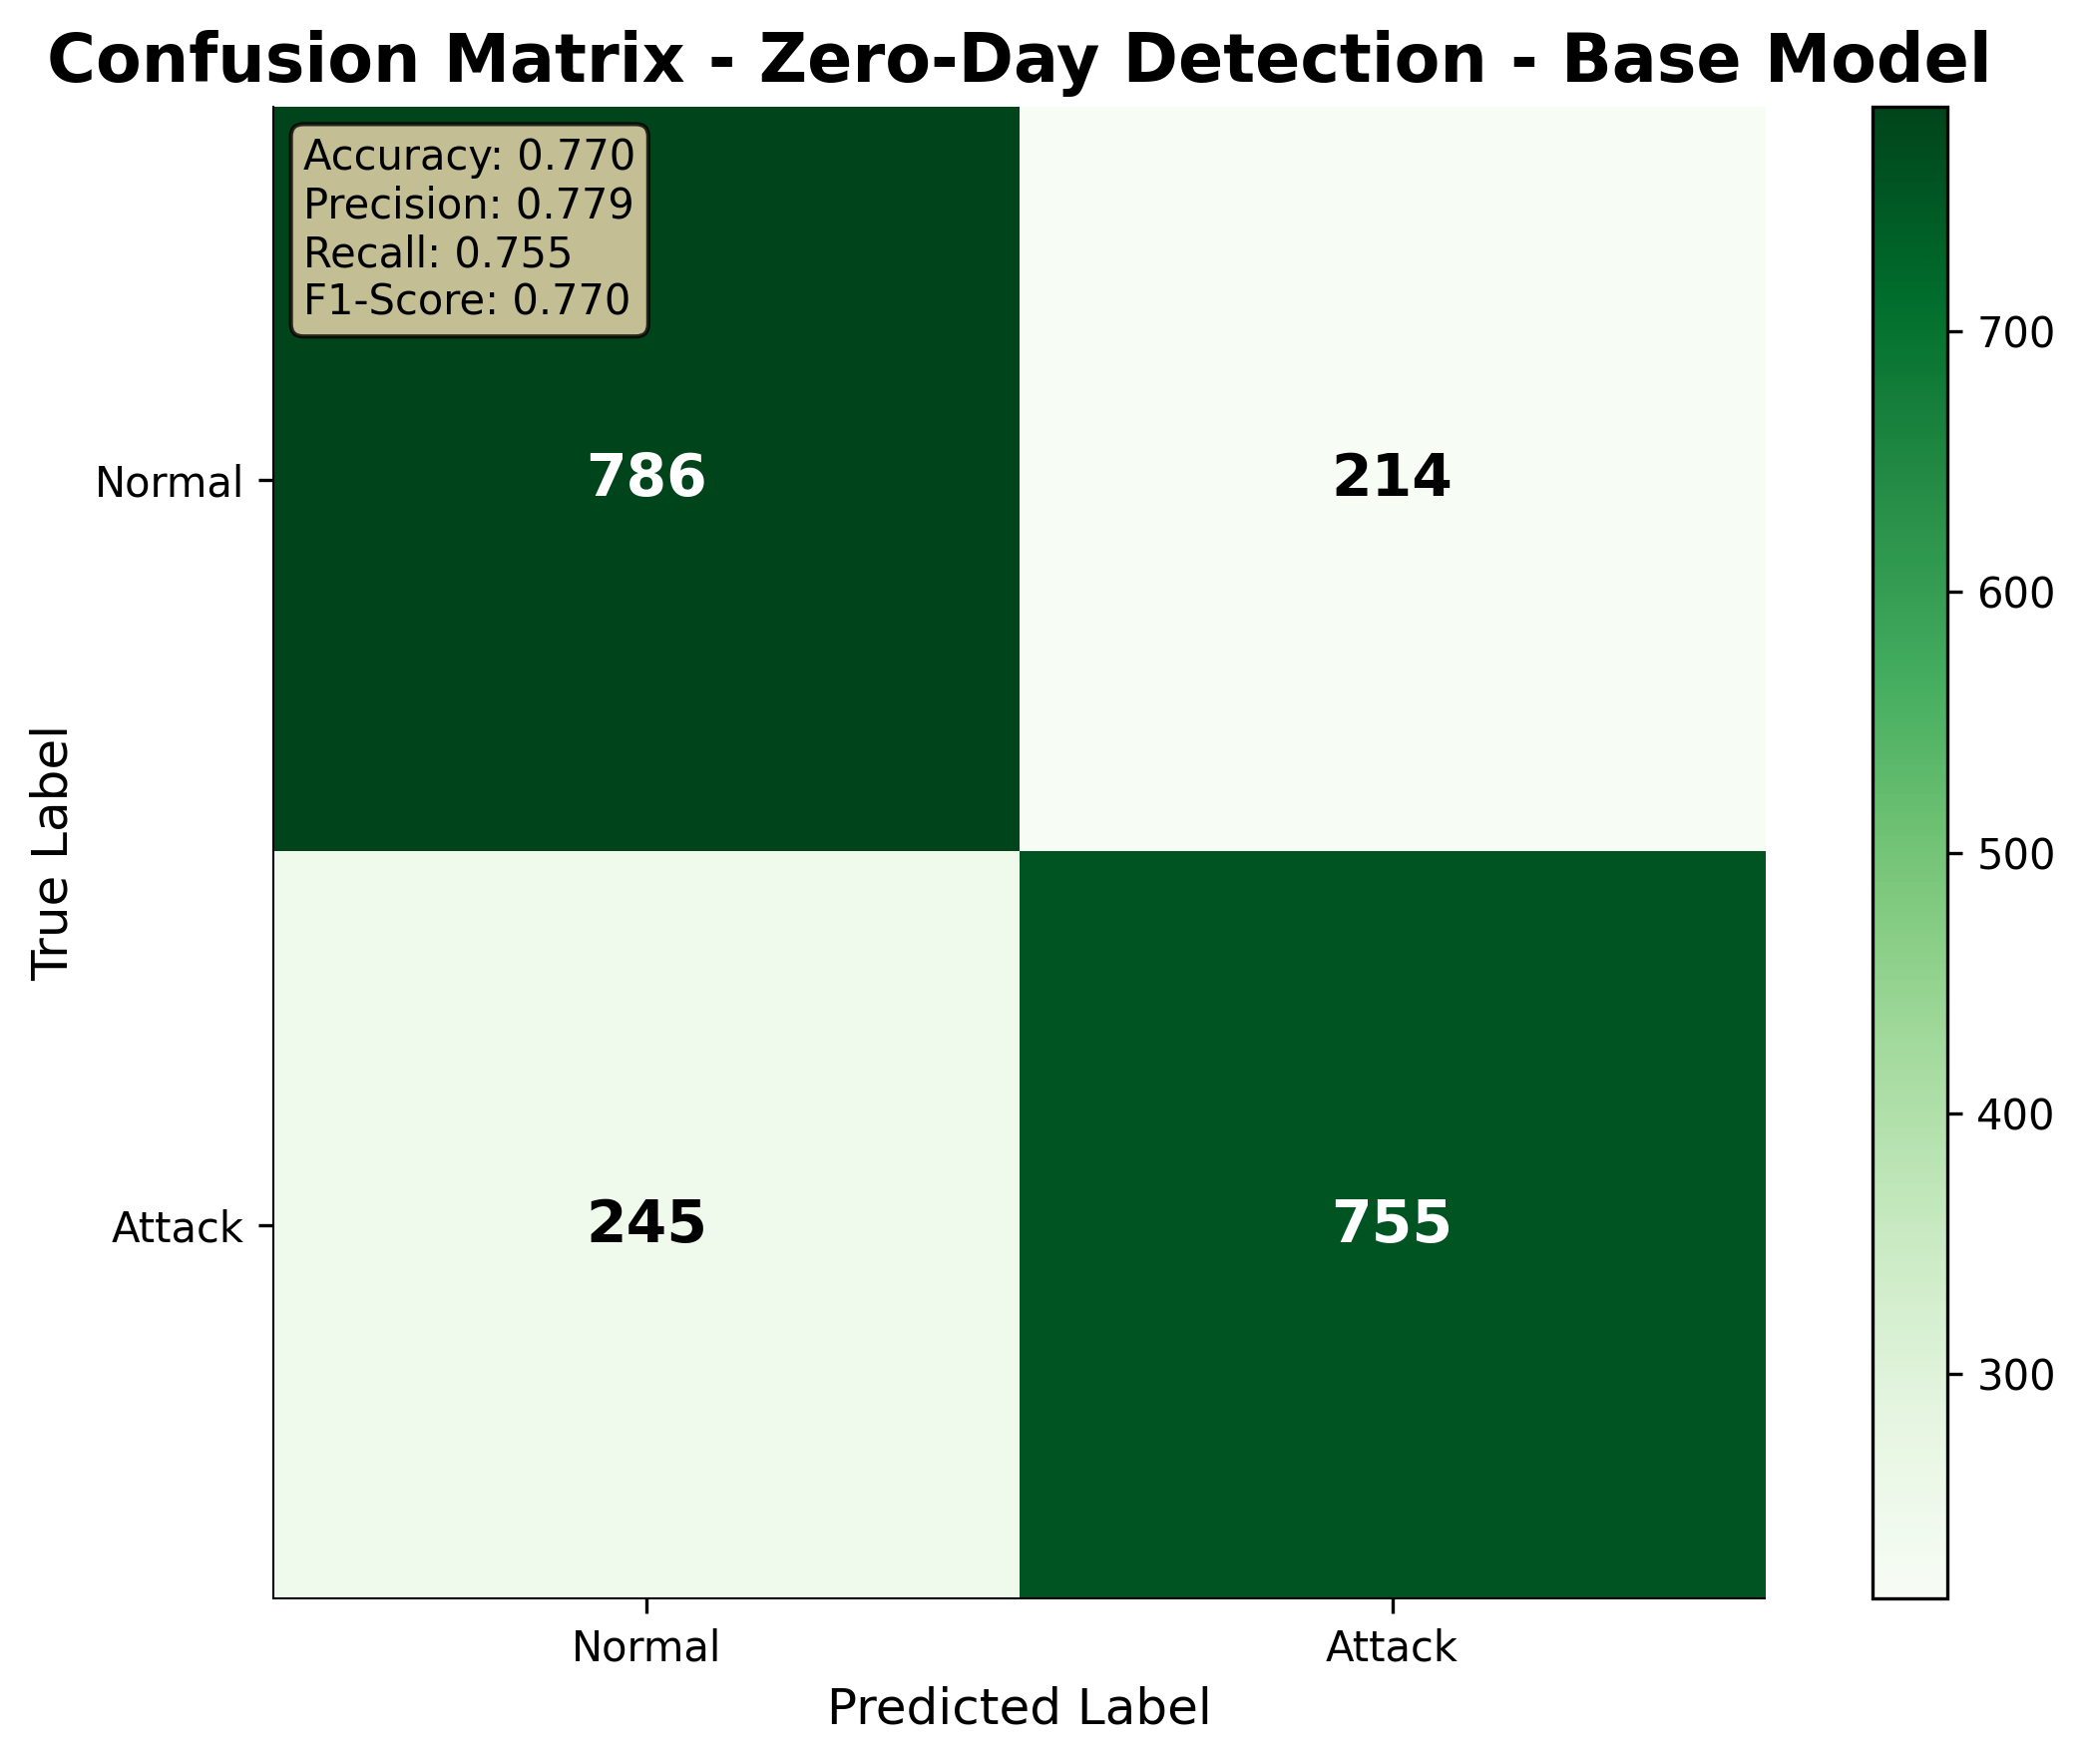 Confusion Matrix - Zero-Day Detection - Base Model
Accuracy: 0.770
Precision: 0.779
Recall: 0.755
F1-Score: 0.770
786
214
245
755
Normal
Attack
True Label
Normal
Attack
Predicted Label
700
600
500
400
300